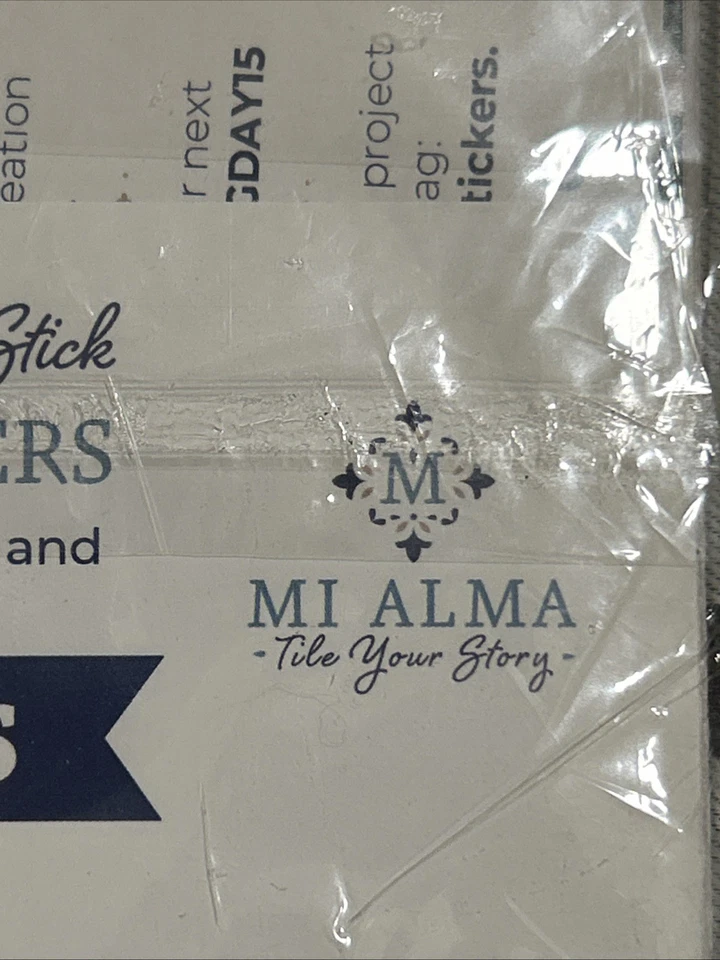 eation
r next
GDAY15
project
ag:
tickers.
Stick
ERS
and
S
M
MI ALMA
-Tile Your Story-